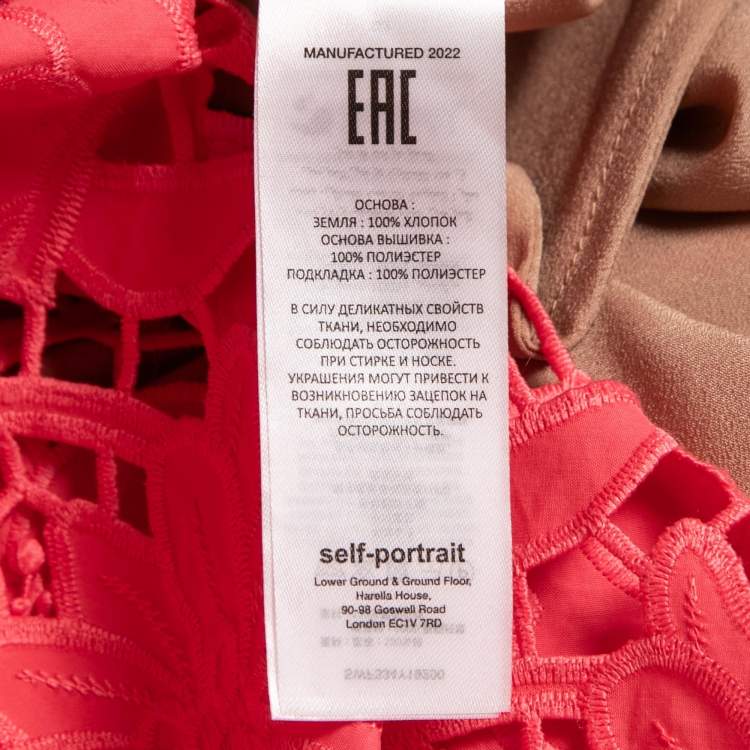 MANUFACTURED 2022
EAC
ОСНОВА :
ЗЕМЛЯ : 100% ХЛОПОК
ОСНОВА ВЫШИВКА :
100% ПОЛИЭСТЕР
ПОДКЛАДКА : 100% ПОЛИЭСТЕР
В СИЛУ ДЕЛИКАТНЫХ СВОЙСТВ
ТКАНИ, НЕОБХОДИМО
СОБЛЮДАТЬ ОСТОРОЖНОСТЬ
ПРИ СТИРКЕ И НОСКЕ.
УКРАШЕНИЯ МОГУТ ПРИВЕСТИ К
ВОЗНИКНОВЕНИЮ ЗАЦЕПОК НА
ТКАНИ, ПРОСЬБА СОБЛЮДАТЬ
ОСТОРОЖНОСТЬ.
self-portrait
Lower Ground & Ground Floor,
Harella House,
90-98 Goswell Road
London EC1V 7RD